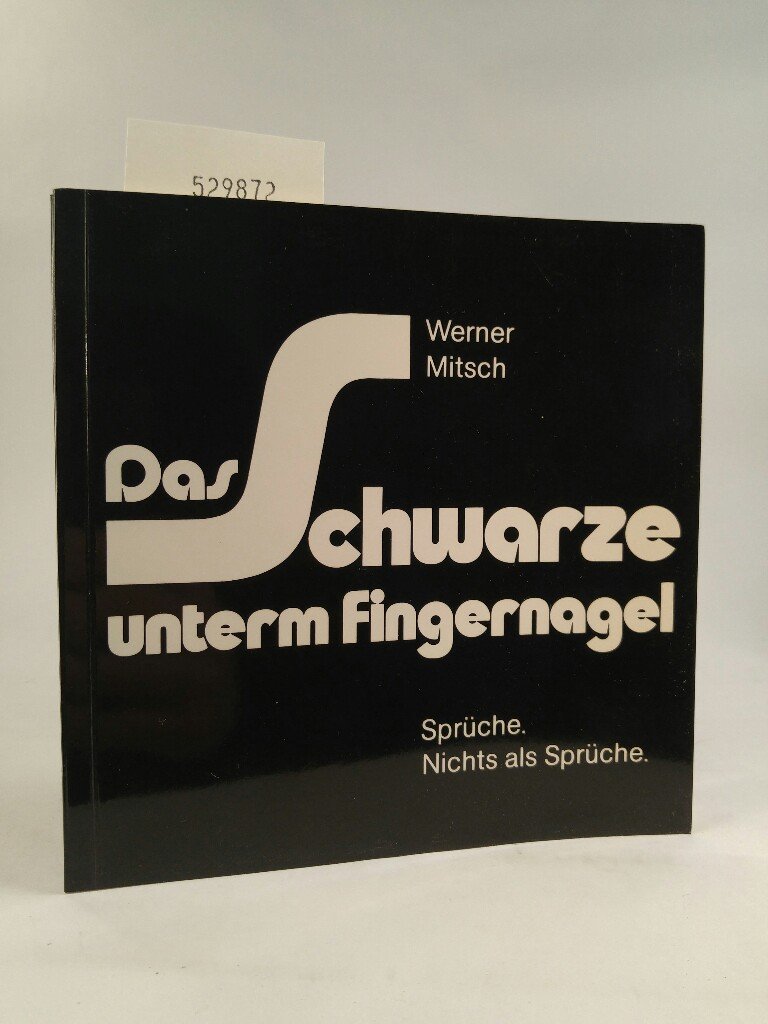 529872
Werner
Mitsch
Das
Schwarze
unterm Fingernagel
Sprüche.
Nichts als Sprüche.